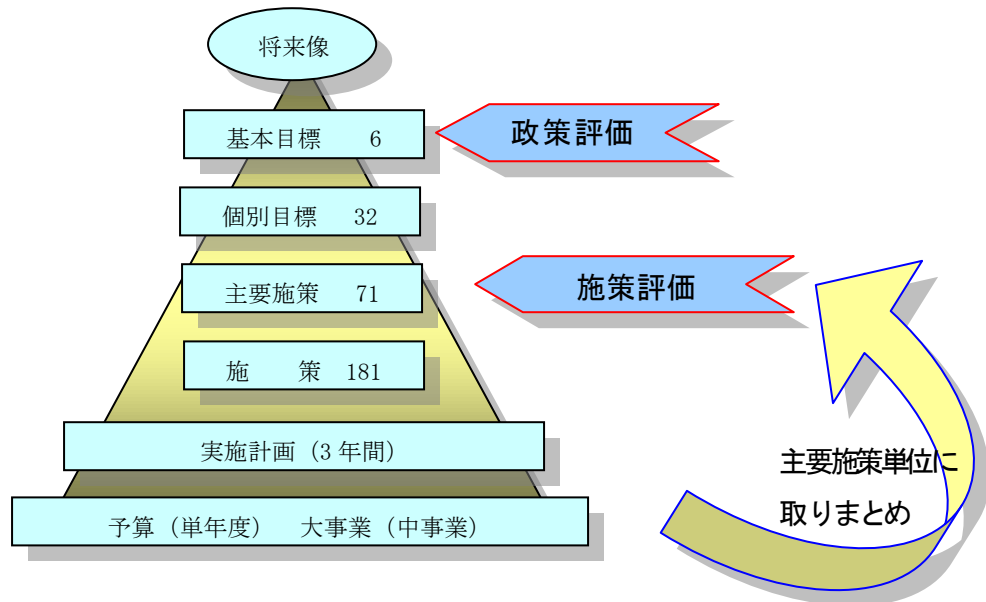 将来像
基本目標 6
政策評価
個別目標 32
主要施策 71
施策評価
施 策 181
実施計画（3年間）
主要施策単位に
取りまとめ
予算（単年度） 大事業（中事業）